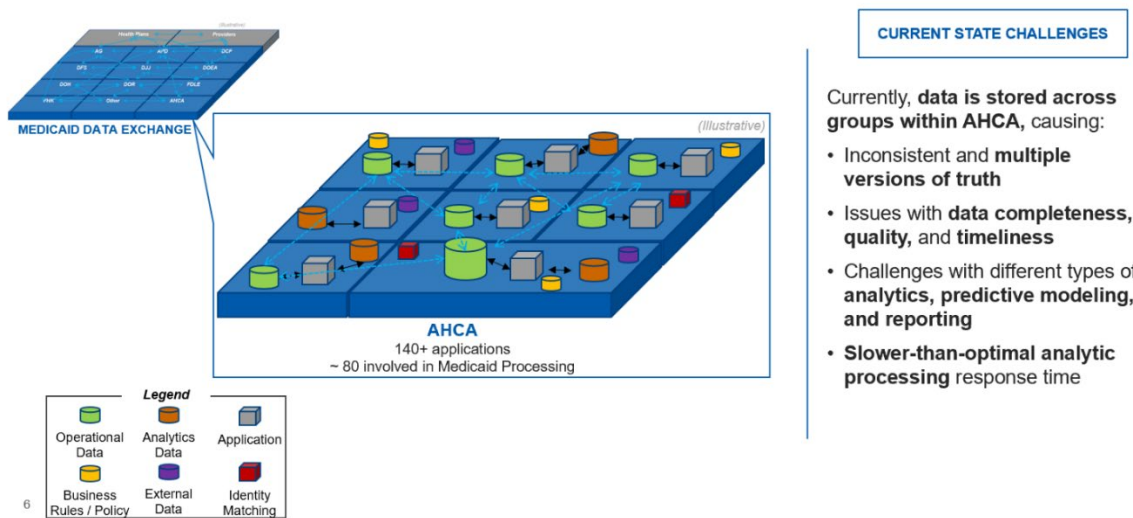 (Illustrative)
Health Plans
Providers
AG
APD
DCF
DFS
DJJ
DOEA
DOH
DOR
FDLE
FHK
Other
AHCA
MEDICAID DATA EXCHANGE
(Illustrative)
AHCA
140+ applications
~ 80 involved in Medicaid Processing
Legend
Operational
Data
Analytics
Data
Application
Business
Rules / Policy
External
Data
Identity
Matching
6
CURRENT STATE CHALLENGES
Currently, data is stored across
groups within AHCA, causing:
• Inconsistent and multiple
versions of truth
• Issues with data completeness,
quality, and timeliness
• Challenges with different types of
analytics, predictive modeling,
and reporting
• Slower-than-optimal analytic
processing response time